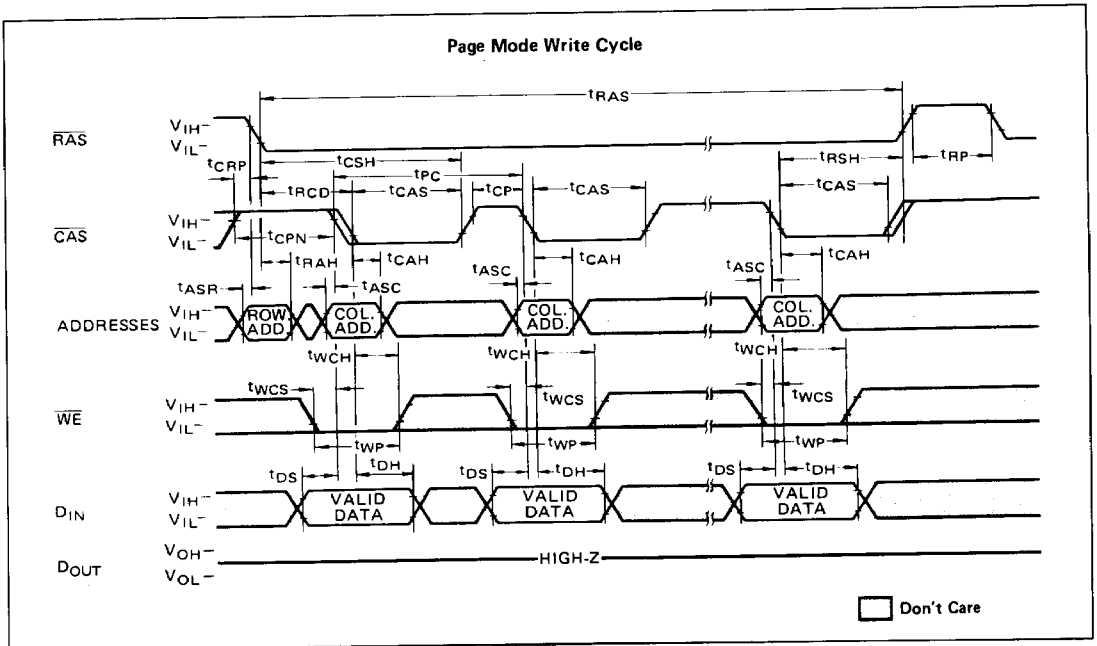 Page Mode Write Cycle
tRAS
RAS
VIH–
VIL–
tCRP
tCSH
tRSH
tRP
tPC
tRCD
tCAS
tCP
tCAS
tCAS
CAS
VIH–
VIL–
tCPN
tRAH
tCAH
tCAH
tCAH
tASR
tASC
tASC
tASC
ADDRESSES
VIH–
VIL–
ROW
ADD.
COL.
ADD.
COL.
ADD.
COL.
ADD.
tWCH
tWCH
tWCH
tWCS
tWCS
tWCS
WE
VIH–
VIL–
tWP
tWP
tWP
tDS
tDH
tDS
tDH
tDS
tDH
DIN
VIH–
VIL–
VALID
DATA
VALID
DATA
VALID
DATA
DOUT
VOH–
VOL–
HIGH-Z
Don't Care